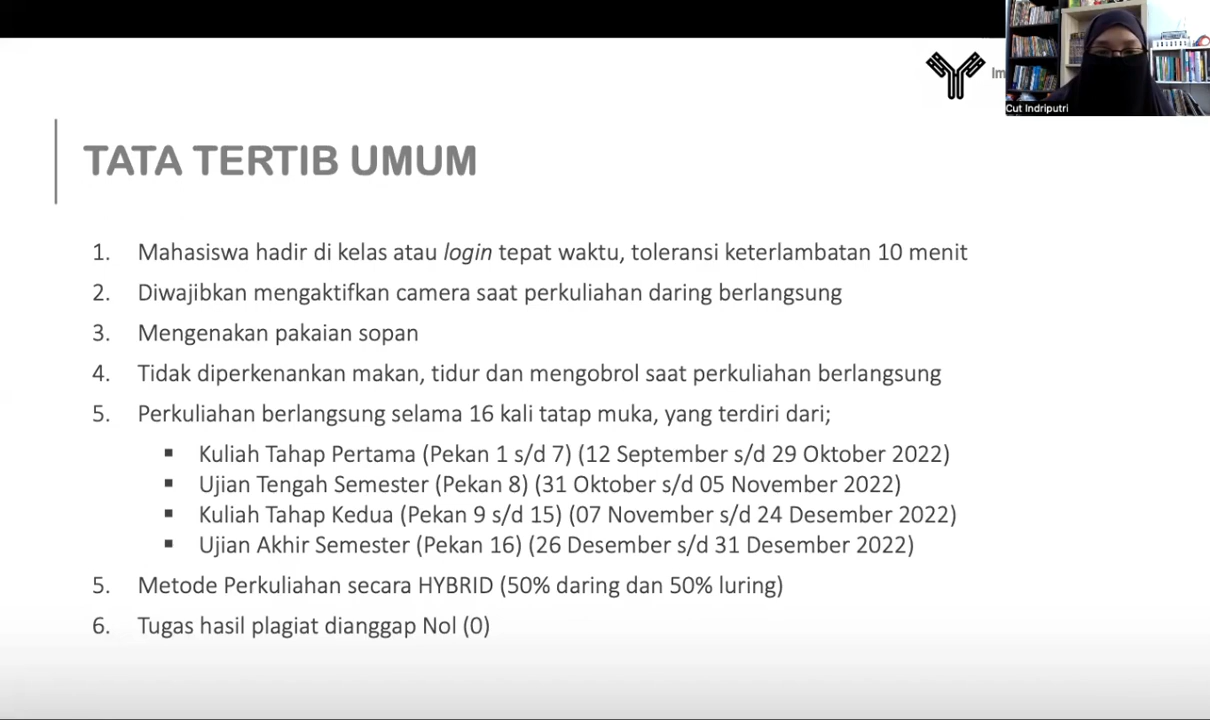 Im
Cut Indriputri
TATA TERTIB UMUM
1. Mahasiswa hadir di kelas atau login tepat waktu, toleransi keterlambatan 10 menit
2. Diwajibkan mengaktifkan camera saat perkuliahan daring berlangsung
3. Mengenakan pakaian sopan
4. Tidak diperkenankan makan, tidur dan mengobrol saat perkuliahan berlangsung
5. Perkuliahan berlangsung selama 16 kali tatap muka, yang terdiri dari;
▪ Kuliah Tahap Pertama (Pekan 1 s/d 7) (12 September s/d 29 Oktober 2022)
▪ Ujian Tengah Semester (Pekan 8) (31 Oktober s/d 05 November 2022)
▪ Kuliah Tahap Kedua (Pekan 9 s/d 15) (07 November s/d 24 Desember 2022)
▪ Ujian Akhir Semester (Pekan 16) (26 Desember s/d 31 Desember 2022)
5. Metode Perkuliahan secara HYBRID (50% daring dan 50% luring)
6. Tugas hasil plagiat dianggap Nol (0)